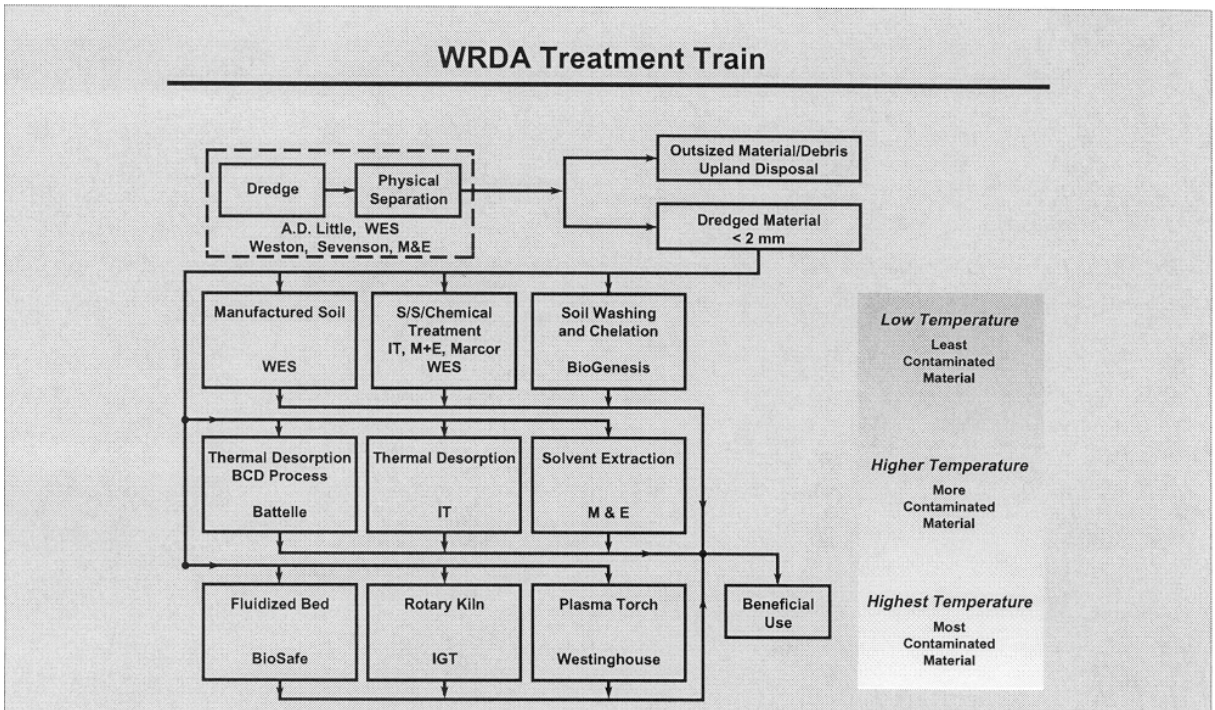 WRDA Treatment Train
Dredge
Physical
Separation
A.D. Little, WES
Weston, Sevenson, M&E
Outsized Material/Debris
Upland Disposal
Dredged Material
< 2 mm
Manufactured Soil
WES
S/S/Chemical
Treatment
IT, M+E, Marcor
WES
Soil Washing
and Chelation
BioGenesis
Low Temperature
Least
Contaminated
Material
Thermal Desorption
BCD Process
Battelle
Thermal Desorption
IT
Solvent Extraction
M & E
Higher Temperature
More
Contaminated
Material
Fluidized Bed
BioSafe
Rotary Kiln
IGT
Plasma Torch
Westinghouse
Beneficial
Use
Highest Temperature
Most
Contaminated
Material